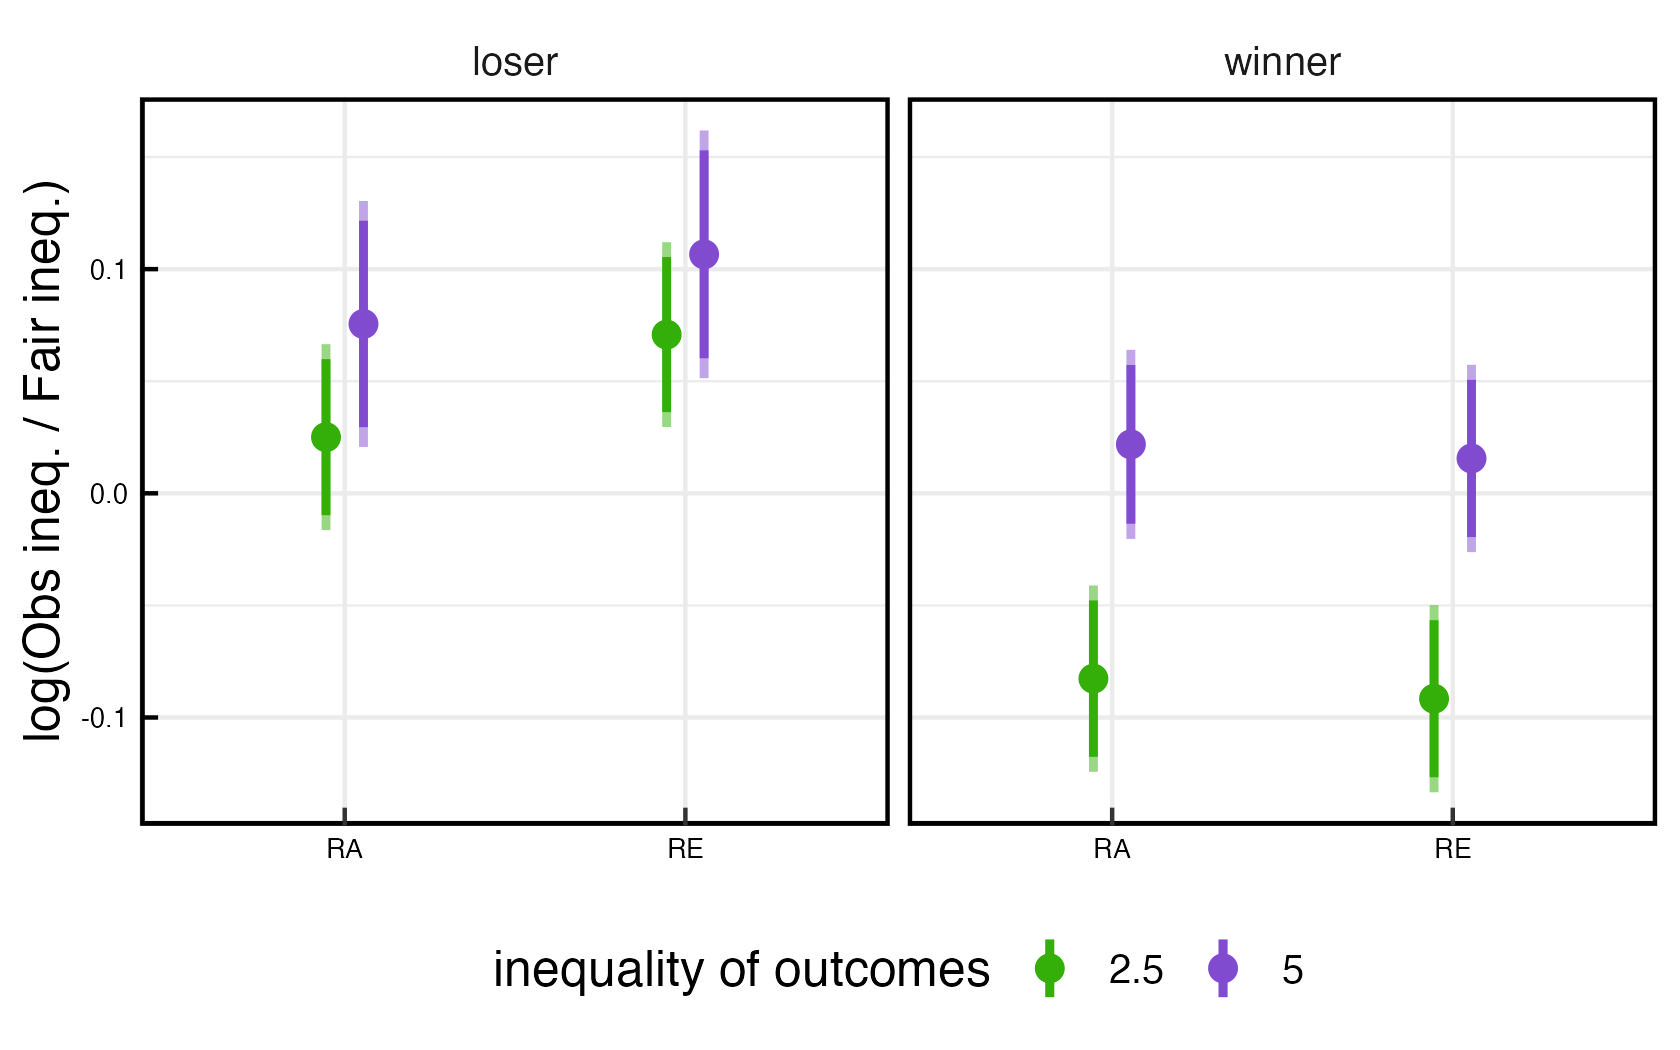 loser
winner
log(Obs ineq. / Fair ineq.)
0.1
0.0
-0.1
RA
RE
RA
RE
inequality of outcomes
2.5
5